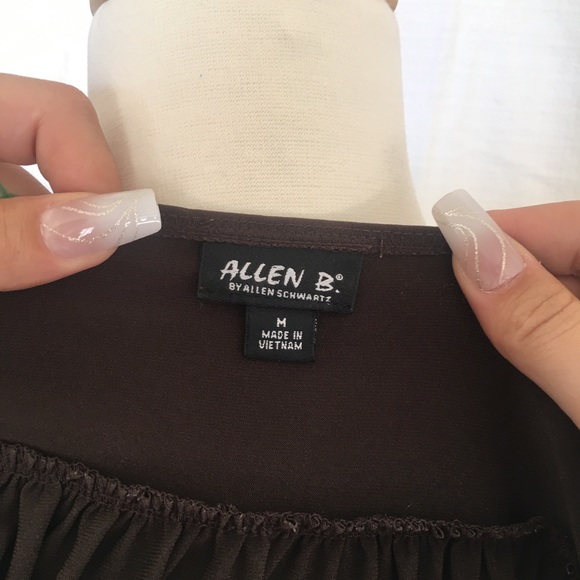 ALLEN B.®
BY ALLEN SCHWARTZ
M
MADE IN
VIETNAM